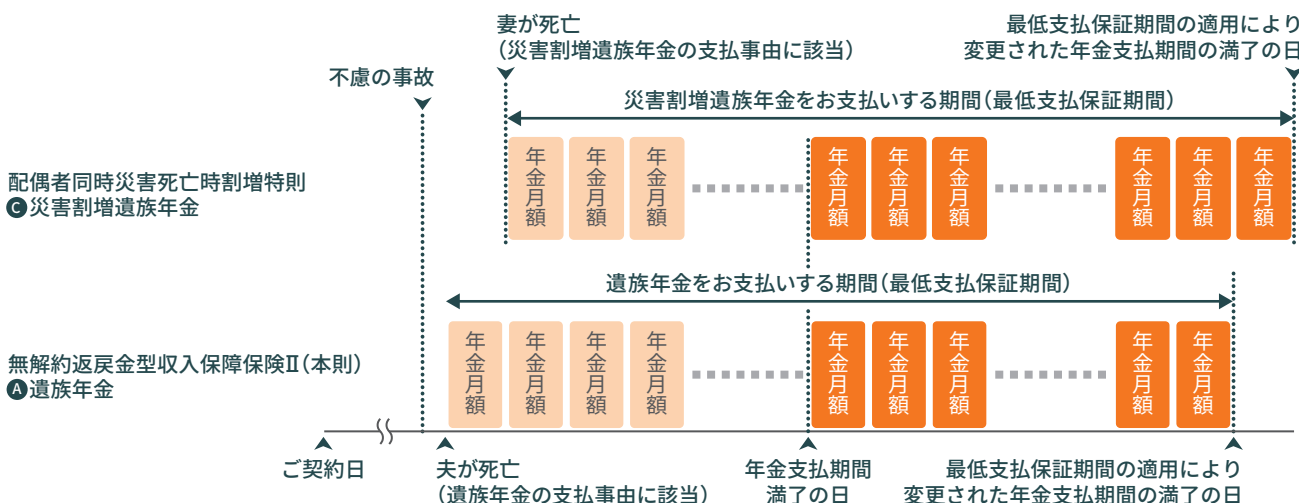 妻が死亡
(災害割増遺族年金の支払事由に該当)
最低支払保証期間の適用により
変更された年金支払期間の満了の日
不慮の事故
災害割増遺族年金をお支払いする期間(最低支払保証期間)
配偶者同時災害死亡時割増特則
C災害割増遺族年金
年金月額
年金月額
年金月額
年金月額
年金月額
年金月額
年金月額
年金月額
年金月額
遺族年金をお支払いする期間(最低支払保証期間)
無解約返戻金型収入保障保険Ⅱ(本則)
A遺族年金
年金月額
年金月額
年金月額
年金月額
年金月額
年金月額
年金月額
年金月額
年金月額
ご契約日
夫が死亡
(遺族年金の支払事由に該当)
年金支払期間
満了の日
最低支払保証期間の適用により
変更された年金支払期間の満了の日